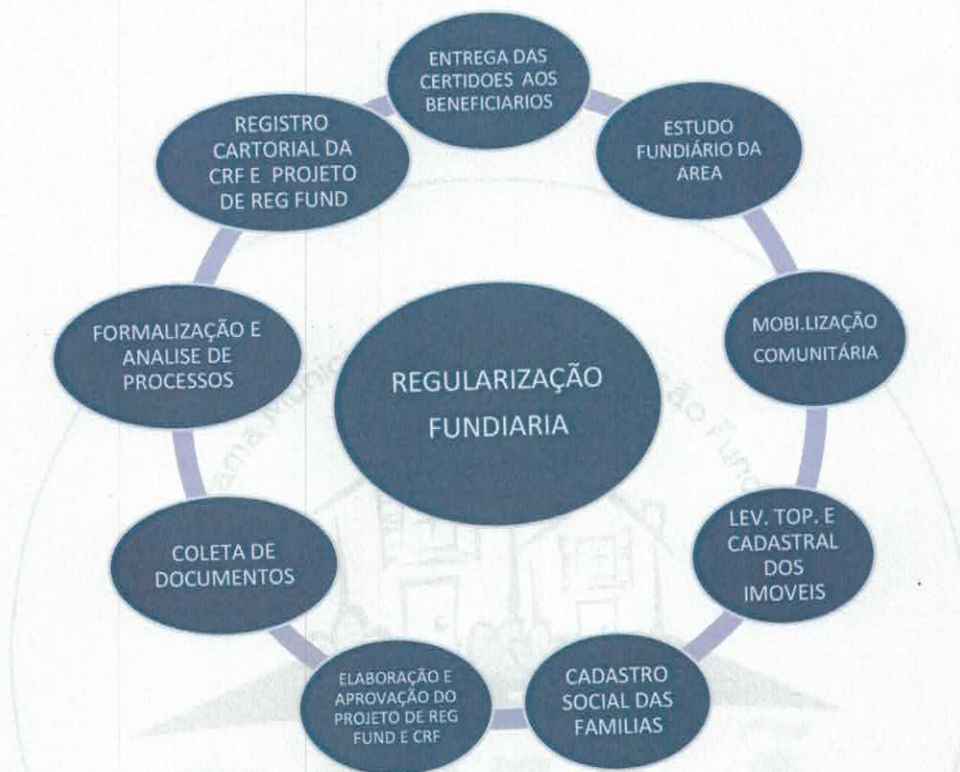 ENTREGA DAS
CERTIDOES AOS
BENEFICIARIOS
ESTUDO
FUNDIÁRIO DA
AREA
MOBI.LIZAÇÃO
COMUNITÁRIA
LEV. TOP. E
CADASTRAL
DOS
IMOVEIS
CADASTRO
SOCIAL DAS
FAMILIAS
ELABORAÇÃO E
APROVAÇÃO DO
PROJETO DE REG
FUND E CRF
COLETA DE
DOCUMENTOS
FORMALIZAÇÃO E
ANALISE DE
PROCESSOS
REGISTRO
CARTORIAL DA
CRF E PROJETO
DE REG FUND
REGULARIZAÇÃO
FUNDIARIA